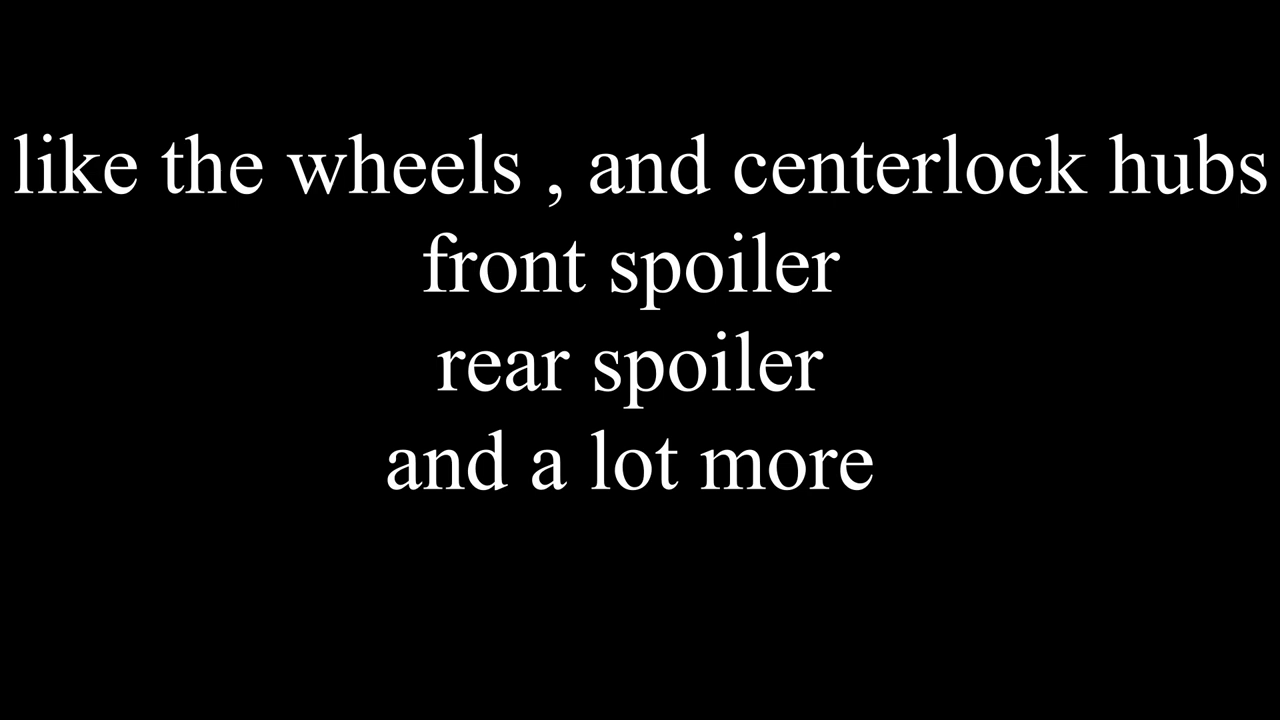 like the wheels , and centerlock hubs
front spoiler
rear spoiler
and a lot more